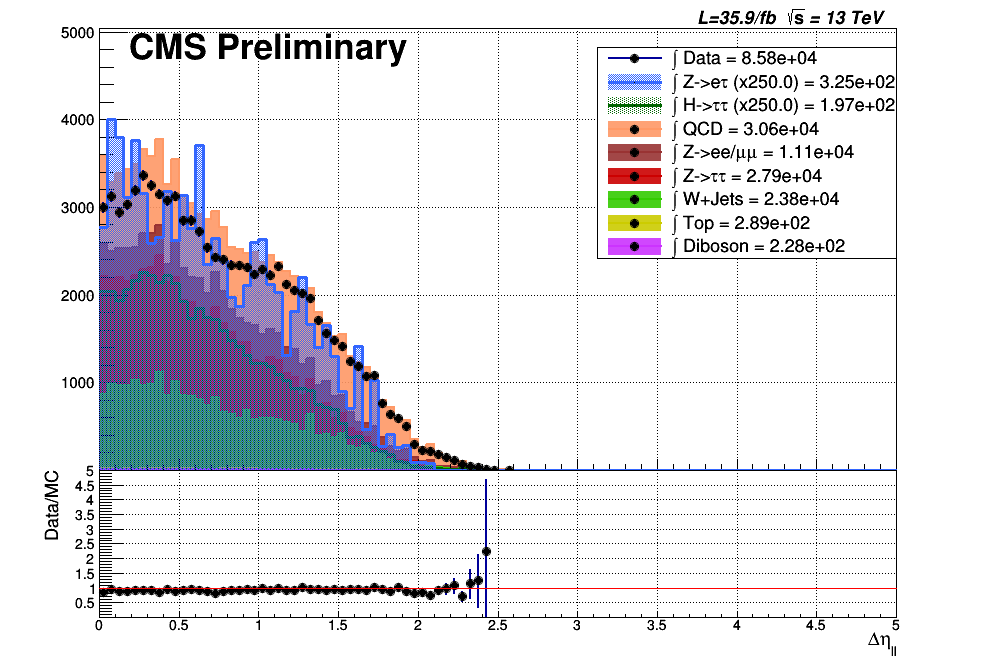 L=35.9/fb √s = 13 TeV
CMS Preliminary
∫ Data = 8.58e+04
∫ Z->eτ (x250.0) = 3.25e+02
∫ H->ττ (x250.0) = 1.97e+02
∫ QCD = 3.06e+04
∫ Z->ee/μμ = 1.11e+04
∫ Z->ττ = 2.79e+04
∫ W+Jets = 2.38e+04
∫ Top = 2.89e+02
∫ Diboson = 2.28e+02
5000
4000
3000
2000
1000
Data/MC
5
4.5
4
3.5
3
2.5
2
1.5
1
0.5
0 0.5 1 1.5 2 2.5 3 3.5 4 4.5 5
Δη||